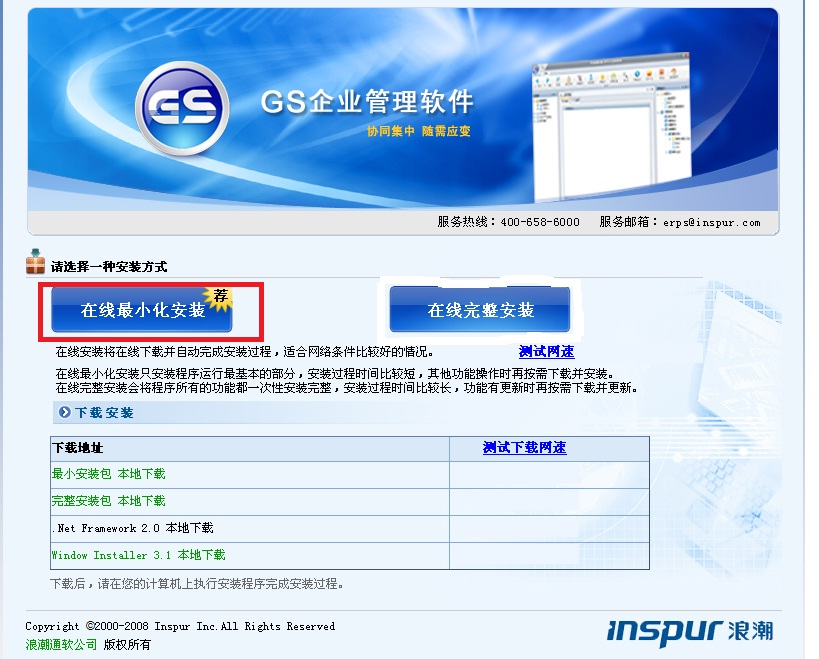 GS
GS企业管理软件
协同集中 随需应变
服务热线：400-658-6000 服务邮箱：erps@inspur.com
请选择一种安装方式
在线最小化安装 荐
在线完整安装
在线安装将在线下载并自动完成安装过程，适合网络条件比较好的情况。 测试网速
在线最小化安装只安装程序运行最基本的部分，安装过程时间比较短，其他功能操作时再按需下载并安装。
在线完整安装会将程序所有的功能都一次性安装完整，安装过程时间比较长，功能有更新时再按需下载并更新。
下载安装
下载地址 测试下载网速
最小安装包 本地下载
完整安装包 本地下载
.Net Framework 2.0 本地下载
Window Installer 3.1 本地下载
下载后，请在您的计算机上执行安装程序完成安装过程。
Copyright ©2000-2008 Inspur Inc.All Rights Reserved
浪潮通软公司 版权所有
inspur 浪潮